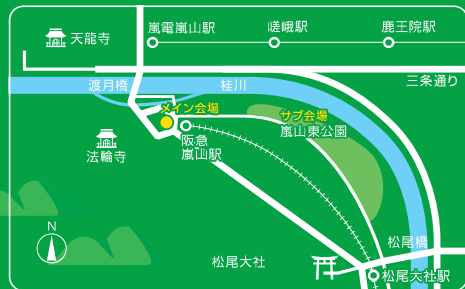 天龍寺
嵐電嵐山駅
嵯峨駅
鹿王院駅
三条通り
渡月橋
桂川
メイン会場
サブ会場
嵐山東公園
阪急
嵐山駅
法輪寺
N
松尾大社
松尾橋
松尾大社駅